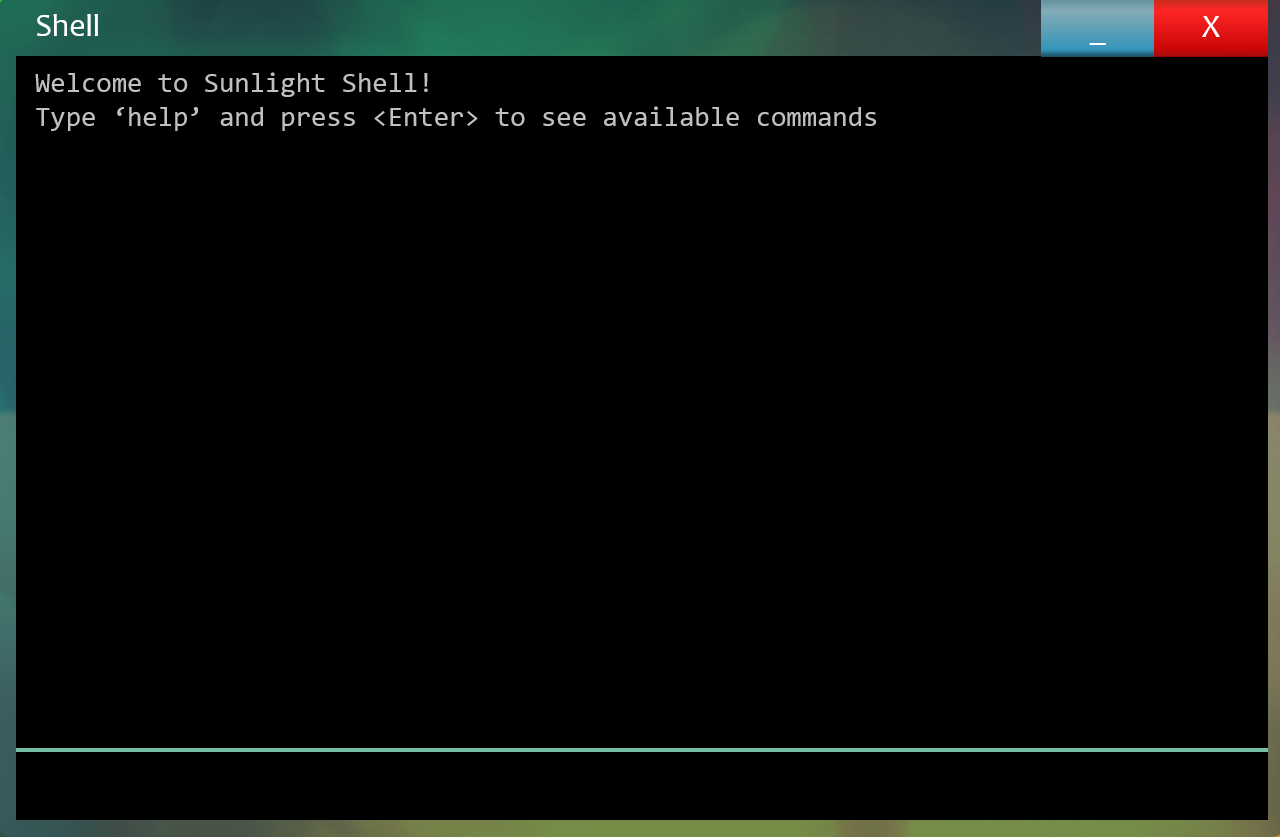 Shell
_
X
Welcome to Sunlight Shell!
Type ‘help’ and press <Enter> to see available commands